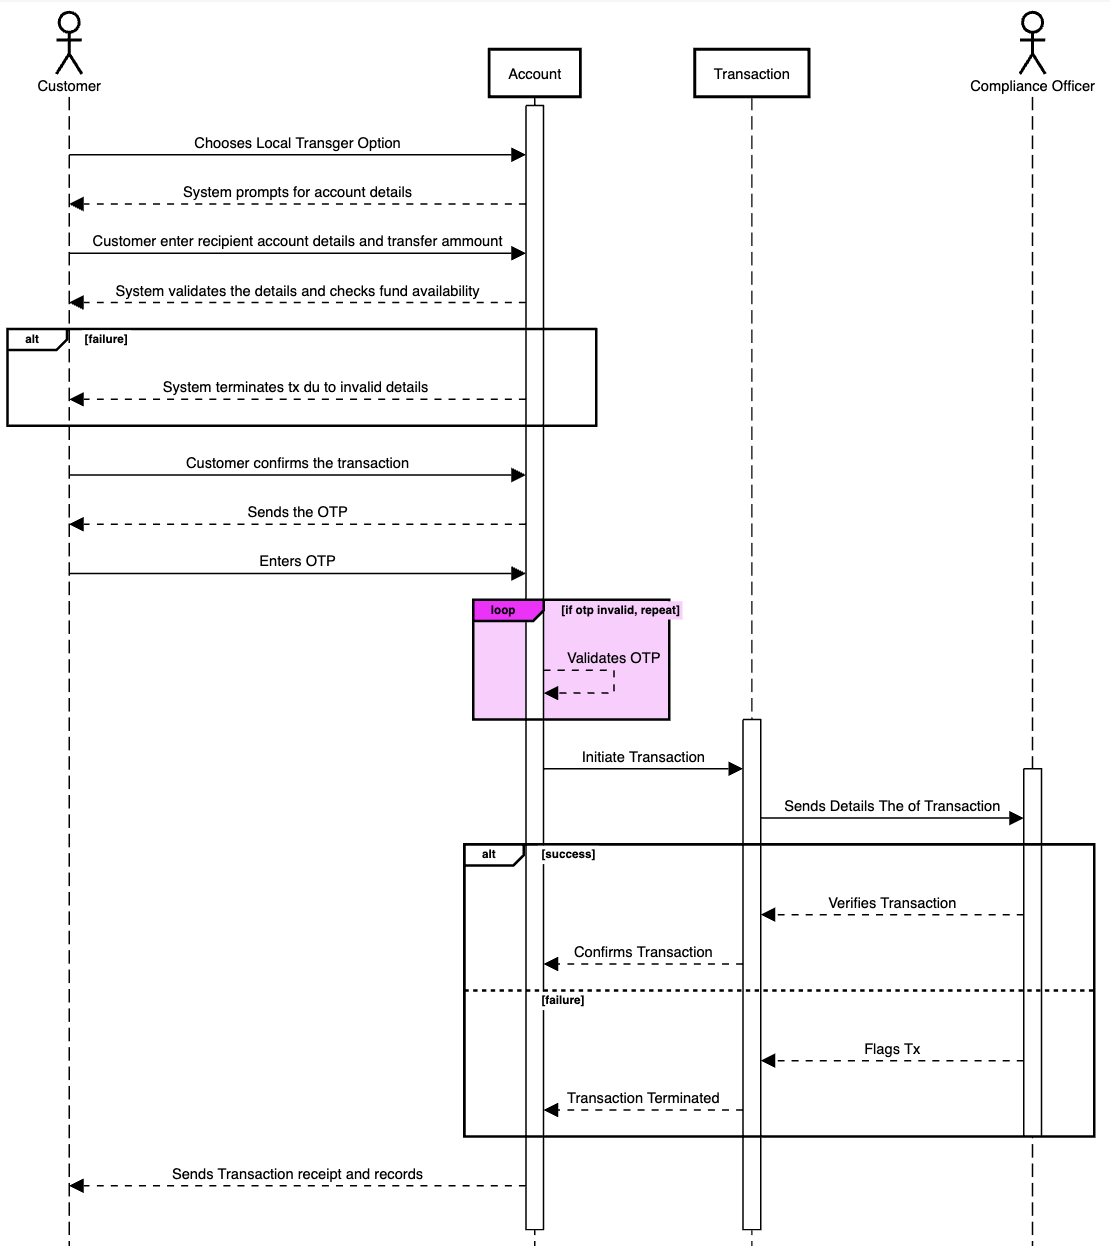 Customer
Account
Transaction
Compliance Officer
Chooses Local Transger Option
System prompts for account details
Customer enter recipient account details and transfer ammount
System validates the details and checks fund availability
alt
[failure]
System terminates tx du to invalid details
Customer confirms the transaction
Sends the OTP
Enters OTP
loop
[if otp invalid, repeat]
Validates OTP
Initiate Transaction
Sends Details The of Transaction
alt
[success]
Verifies Transaction
Confirms Transaction
[failure]
Flags Tx
Transaction Terminated
Sends Transaction receipt and records